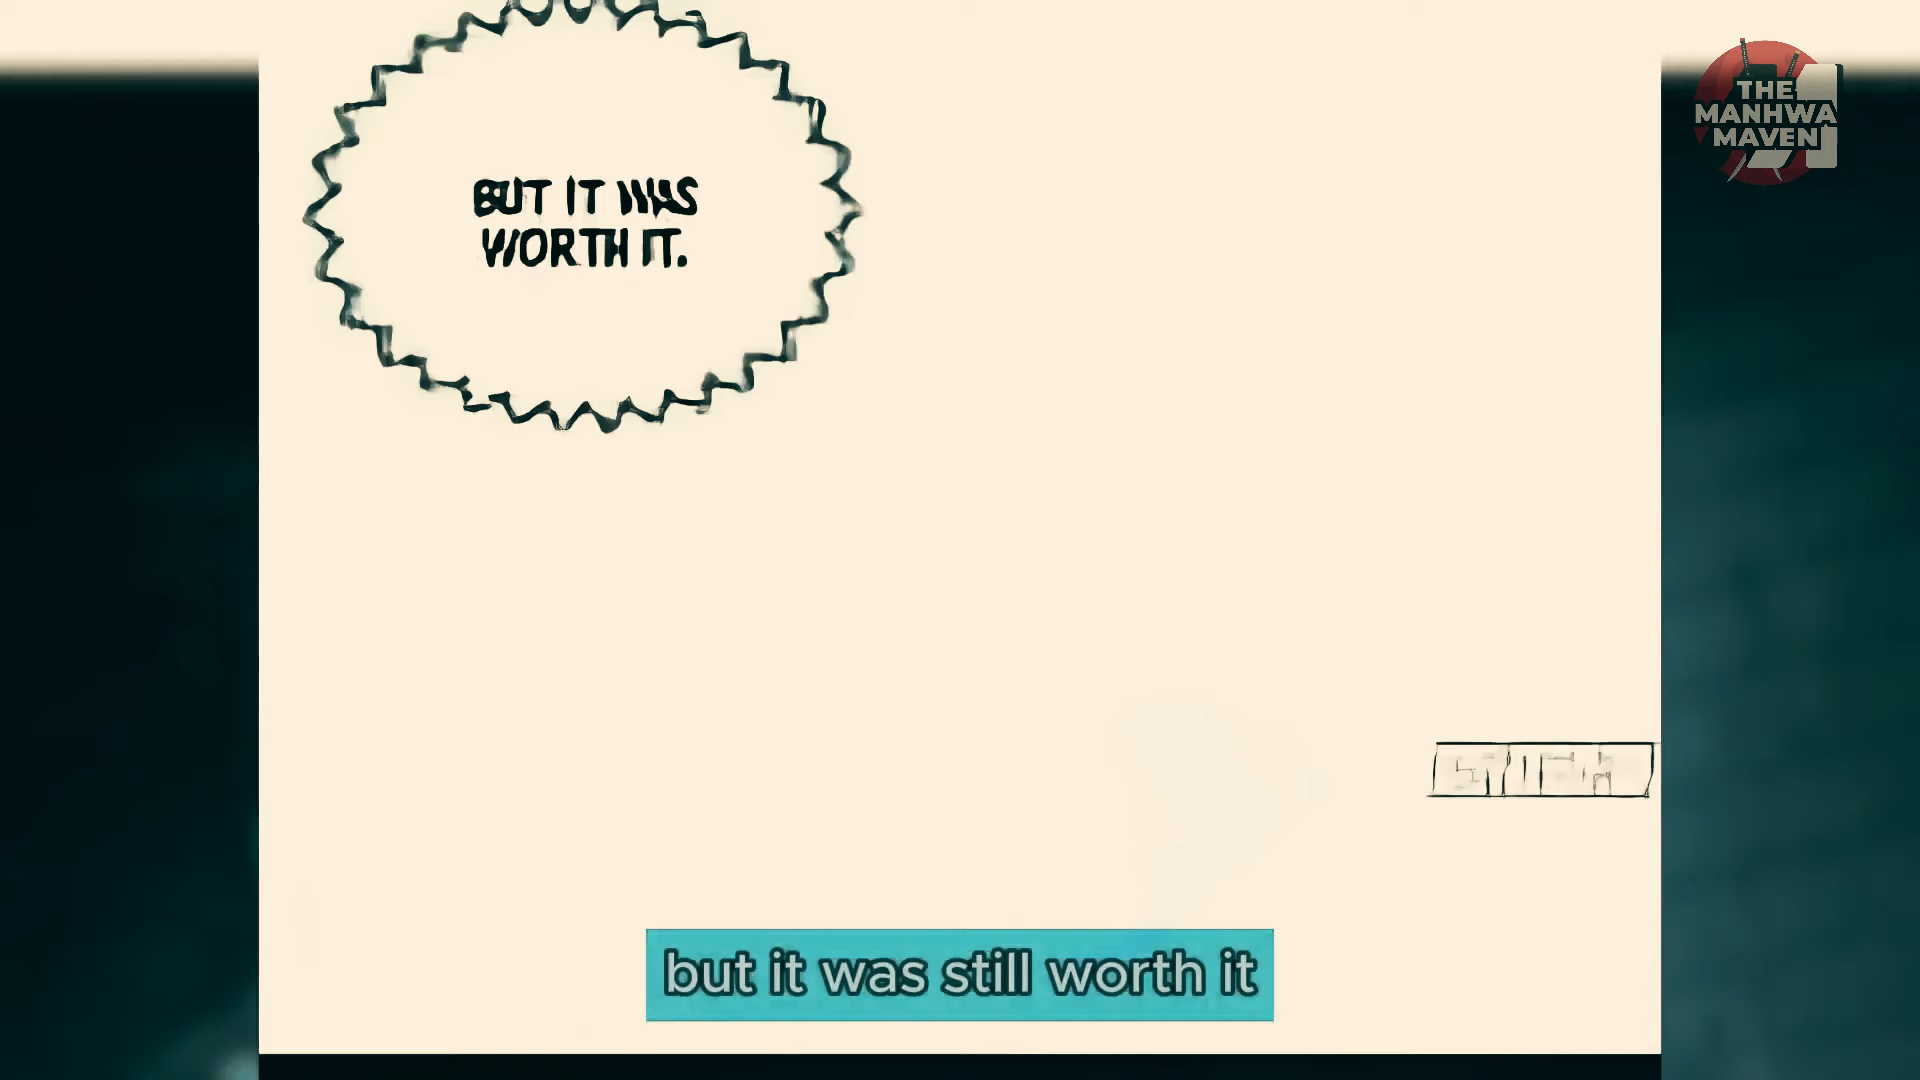 THE
MANHWA
MAVEN
BUT IT WAS
WORTH IT.
but it was still worth it